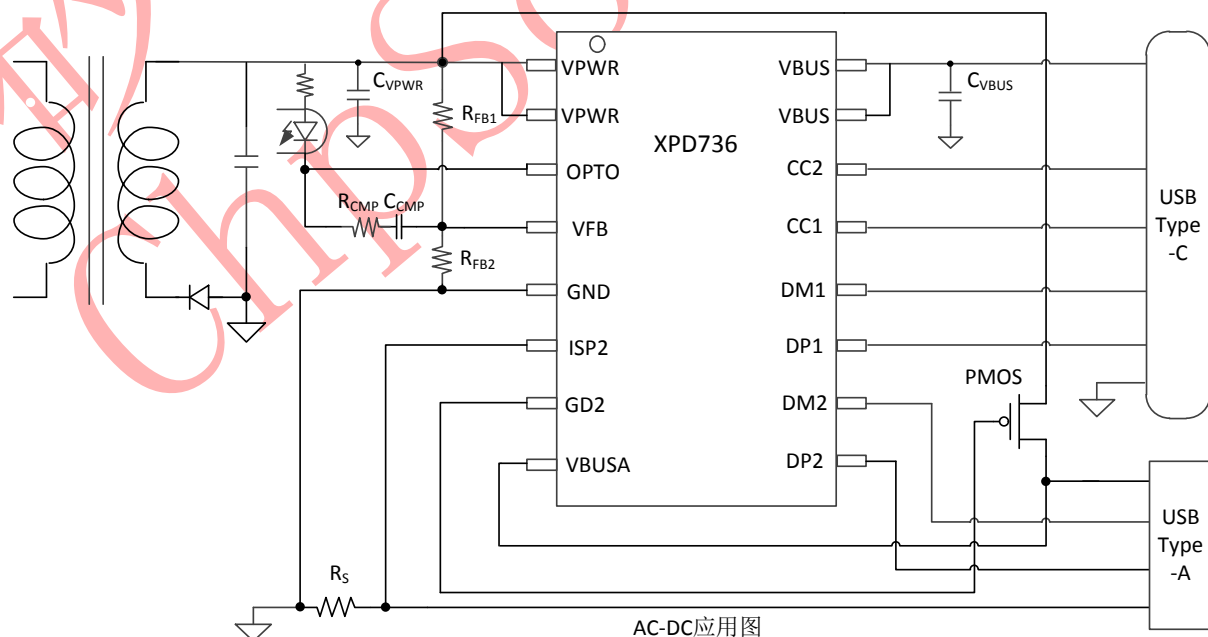 VPWR
VPWR
OPTO
VFB
GND
ISP2
GD2
VBUSA
XPD736
VBUS
VBUS
CC2
CC1
DM1
DP1
DM2
DP2
CVPWR
RFB1
RCMP CCMP
RFB2
RS
CVBUS
PMOS
USB
Type
-C
USB
Type
-A
AC-DC应用图